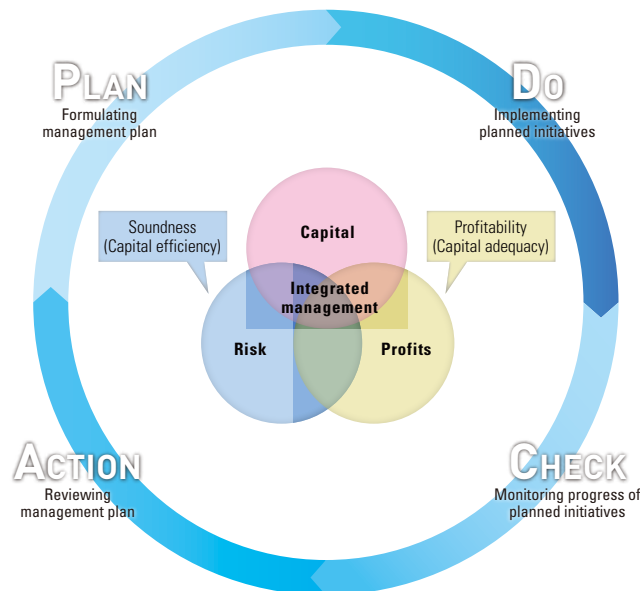 PLAN
Formulating
management plan
DO
Implementing
planned initiatives
Soundness
(Capital efficiency)
Capital
Profitability
(Capital adequacy)
Integrated
management
Risk
Profits
ACTION
Reviewing
management plan
CHECK
Monitoring progress of
planned initiatives